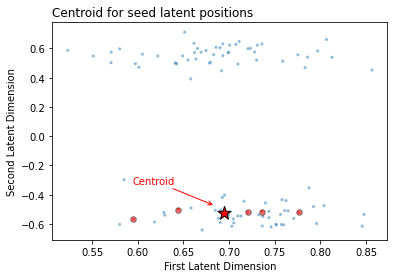 Centroid for seed latent positions
Second Latent Dimension
0.6
0.4
0.2
0.0
−0.2
−0.4
−0.6
Centroid
0.55 0.60 0.65 0.70 0.75 0.80 0.85
First Latent Dimension